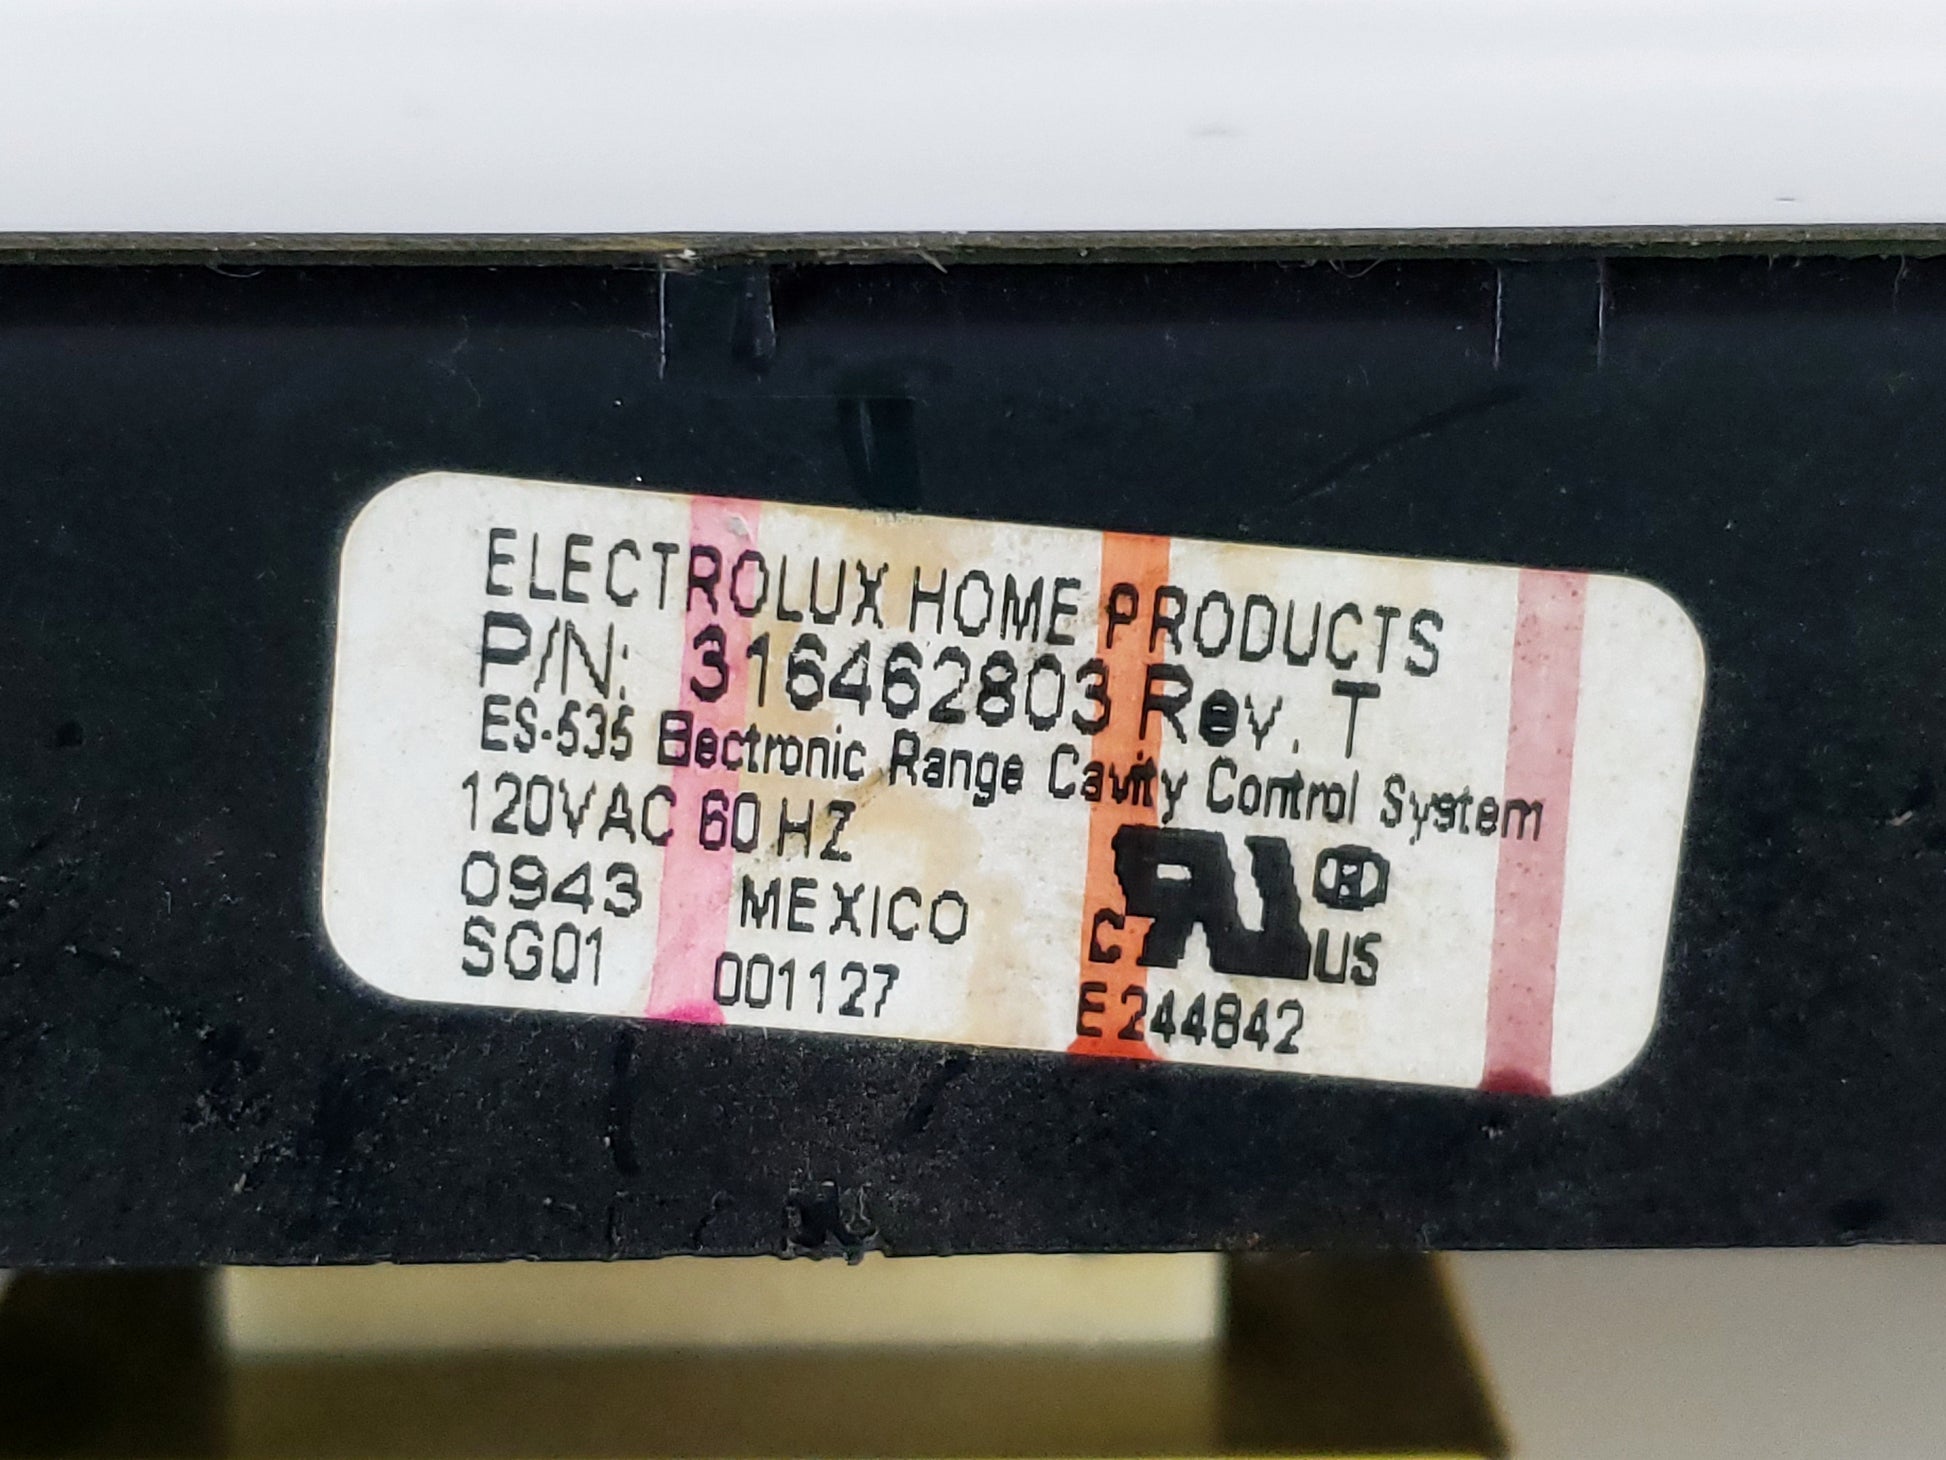 ELECTROLUX HOME PRODUCTS
P/N: 316462803 Rev. T
ES-535 Electronic Range Cavity Control System
120VAC 60 HZ
0943 MEXICO
SG01 001127
C RU ® US
E244842